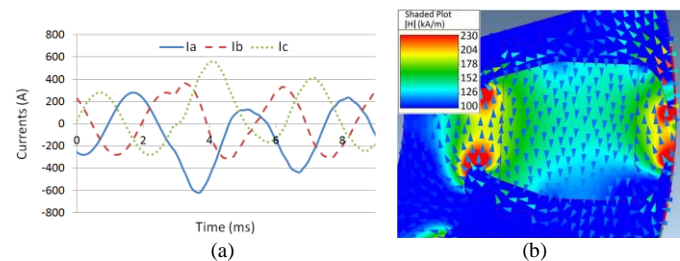 800
600
400
200
0
-200
-400
-600
-800
Currents (A)
Ia
Ib
Ic
0
2
4
6
8
Time (ms)
(a)
Shaded Plot
|H| (kA/m)
230
204
178
152
126
100
(b)